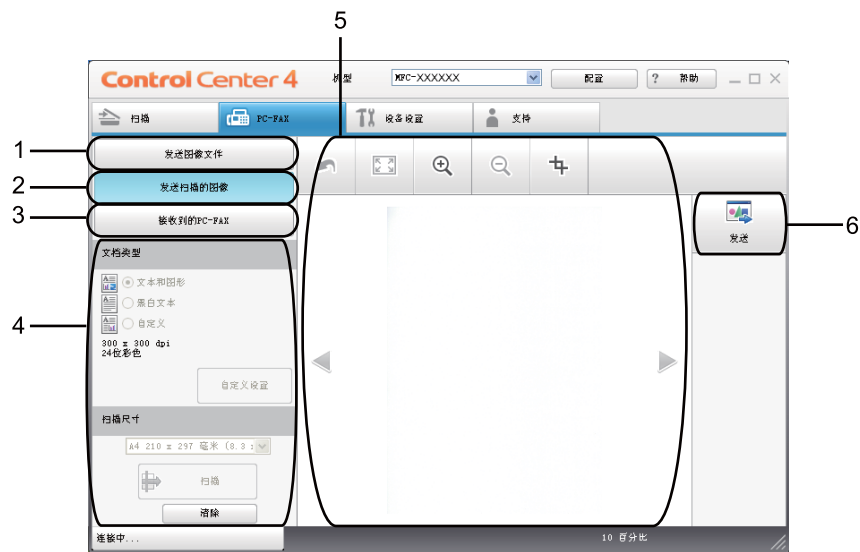 5
Control Center 4
机型
MFC-XXXXXX
配置
? 帮助
扫描
PC-FAX
设备设置
支持
1
发送图像文件
2
发送扫描的图像
3
接收到的PC-FAX
6
发送
4
文档类型
文本和图形
黑白文本
自定义
300 x 300 dpi
24位彩色
自定义设置
扫描尺寸
A4 210 x 297 毫米 (8.3 :
扫描
清除
连接中...
10 百分比